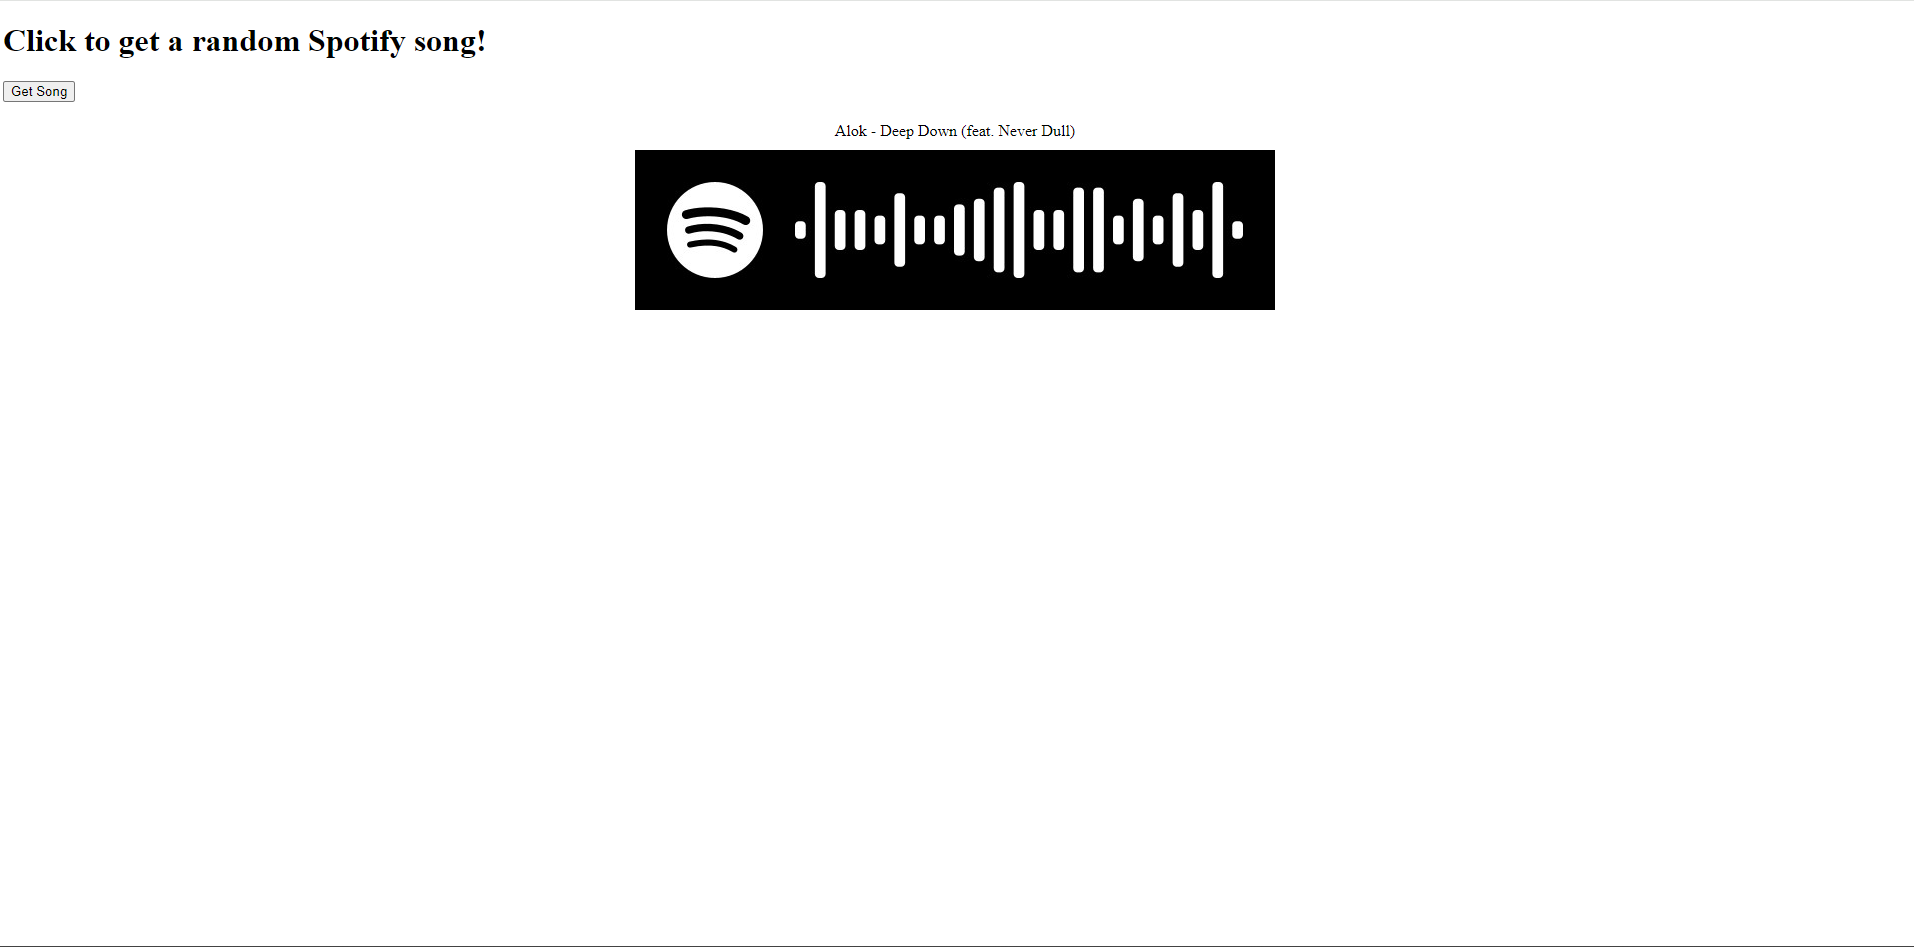 Click to get a random Spotify song!
Get Song
Alok - Deep Down (feat. Never Dull)